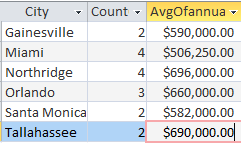 City Count AvgOfannua
Gainesville 2 $590,000.00
Miami 4 $506,250.00
Northridge 4 $696,000.00
Orlando 3 $660,000.00
Santa Monica 2 $582,000.00
Tallahassee 2 $690,000.00